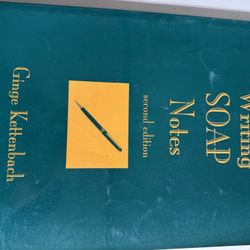 Writing
SOAP
Notes
second edition
Ginge Kettenbach